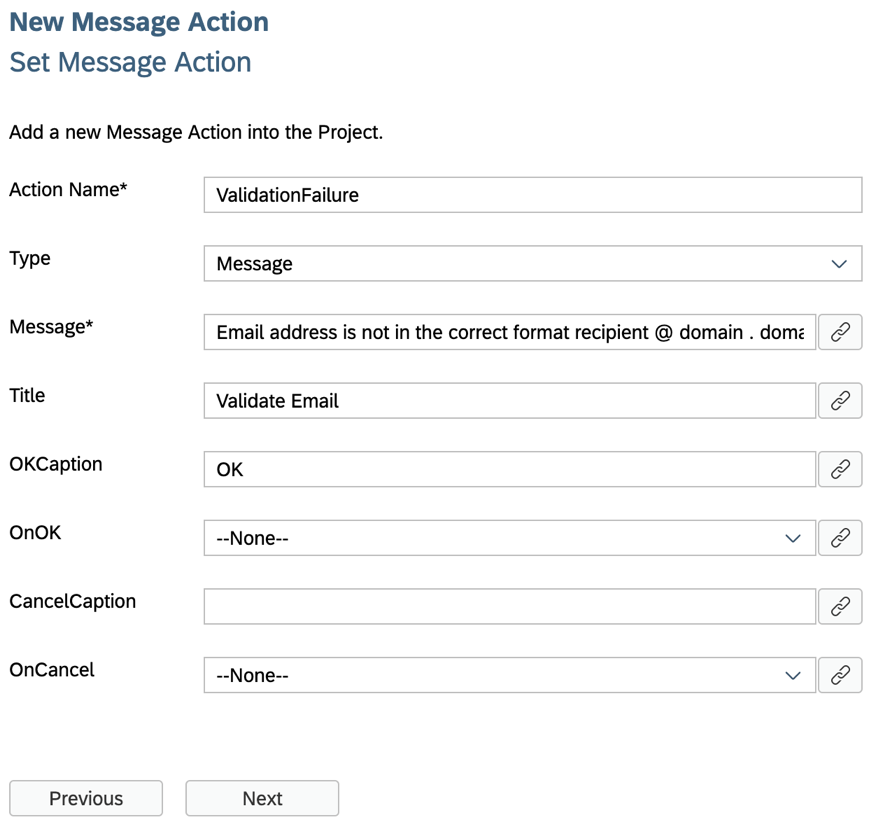 New Message Action
Set Message Action
Add a new Message Action into the Project.
Action Name*
ValidationFailure
Type
Message
Message*
Email address is not in the correct format recipient @ domain . doma
Title
Validate Email
OKCaption
OK
OnOK
--None--
CancelCaption
OnCancel
--None--
Previous
Next